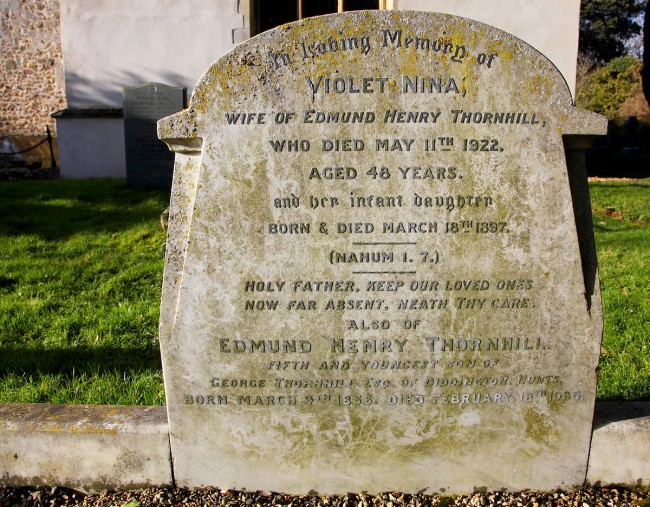 In Loving Memory of
VIOLET NINA,
WIFE OF EDMUND HENRY THORNHILL,
WHO DIED MAY 11TH 1922,
AGED 48 YEARS.
and her infant daughter
BORN & DIED MARCH 18TH 1897.
(NAHUM 1. 7.)
HOLY FATHER, KEEP OUR LOVED ONES
NOW FAR ABSENT, NEATH THY CARE.
ALSO OF
EDMUND HENRY THORNHILL.
FIFTH AND YOUNGEST SON OF
GEORGE THORNHILL ESQ. OF DIDDINGTON, HUNTS.
BORN MARCH 9TH DIED FEBRUARY 18TH